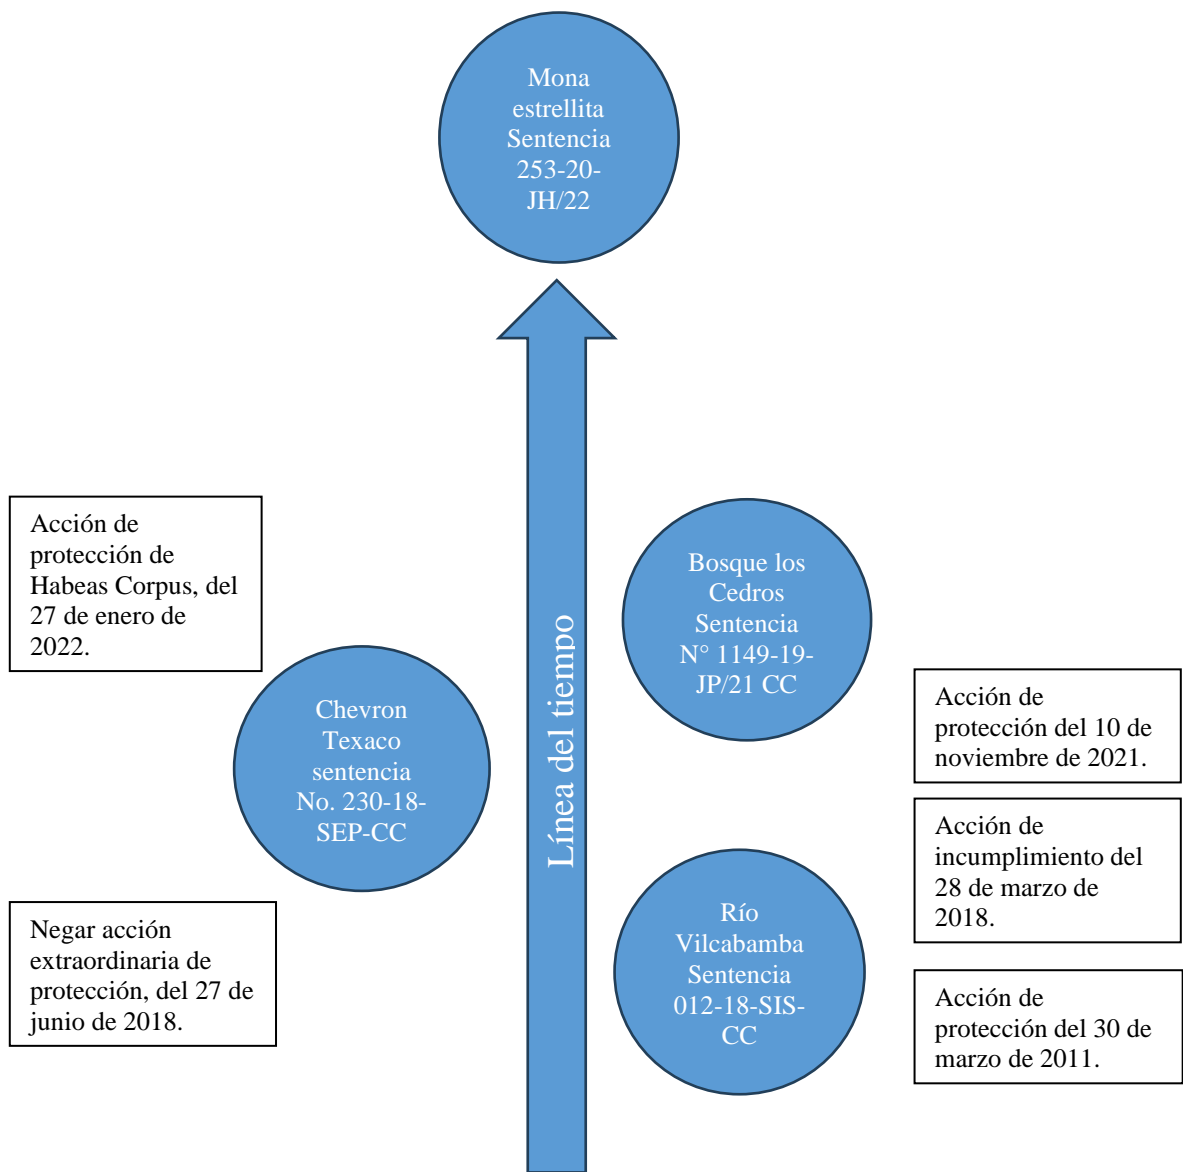 Mona
estrellita
Sentencia
253-20-
JH/22
Acción de
protección de
Habeas Corpus, del
27 de enero de
2022.
Bosque los
Cedros
Sentencia
N° 1149-19-
JP/21 CC
Chevron
Texaco
sentencia
No. 230-18-
SEP-CC
Línea del tiempo
Acción de
protección del 10 de
noviembre de 2021.
Acción de
incumplimiento del
28 de marzo de
2018.
Río
Vilcabamba
Sentencia
012-18-SIS-
CC
Negar acción
extraordinaria de
protección, del 27 de
junio de 2018.
Acción de
protección del 30 de
marzo de 2011.